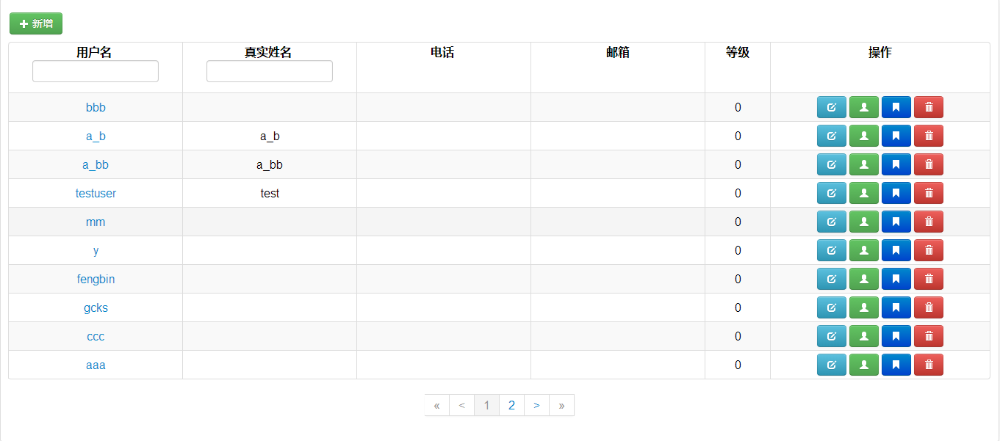 新增
用户名 真实姓名 电话 邮箱 等级 操作
bbb 0
a_b a_b 0
a_bb a_bb 0
testuser test 0
mm 0
y 0
fengbin 0
gcks 0
ccc 0
aaa 0
« < 1 2 > »